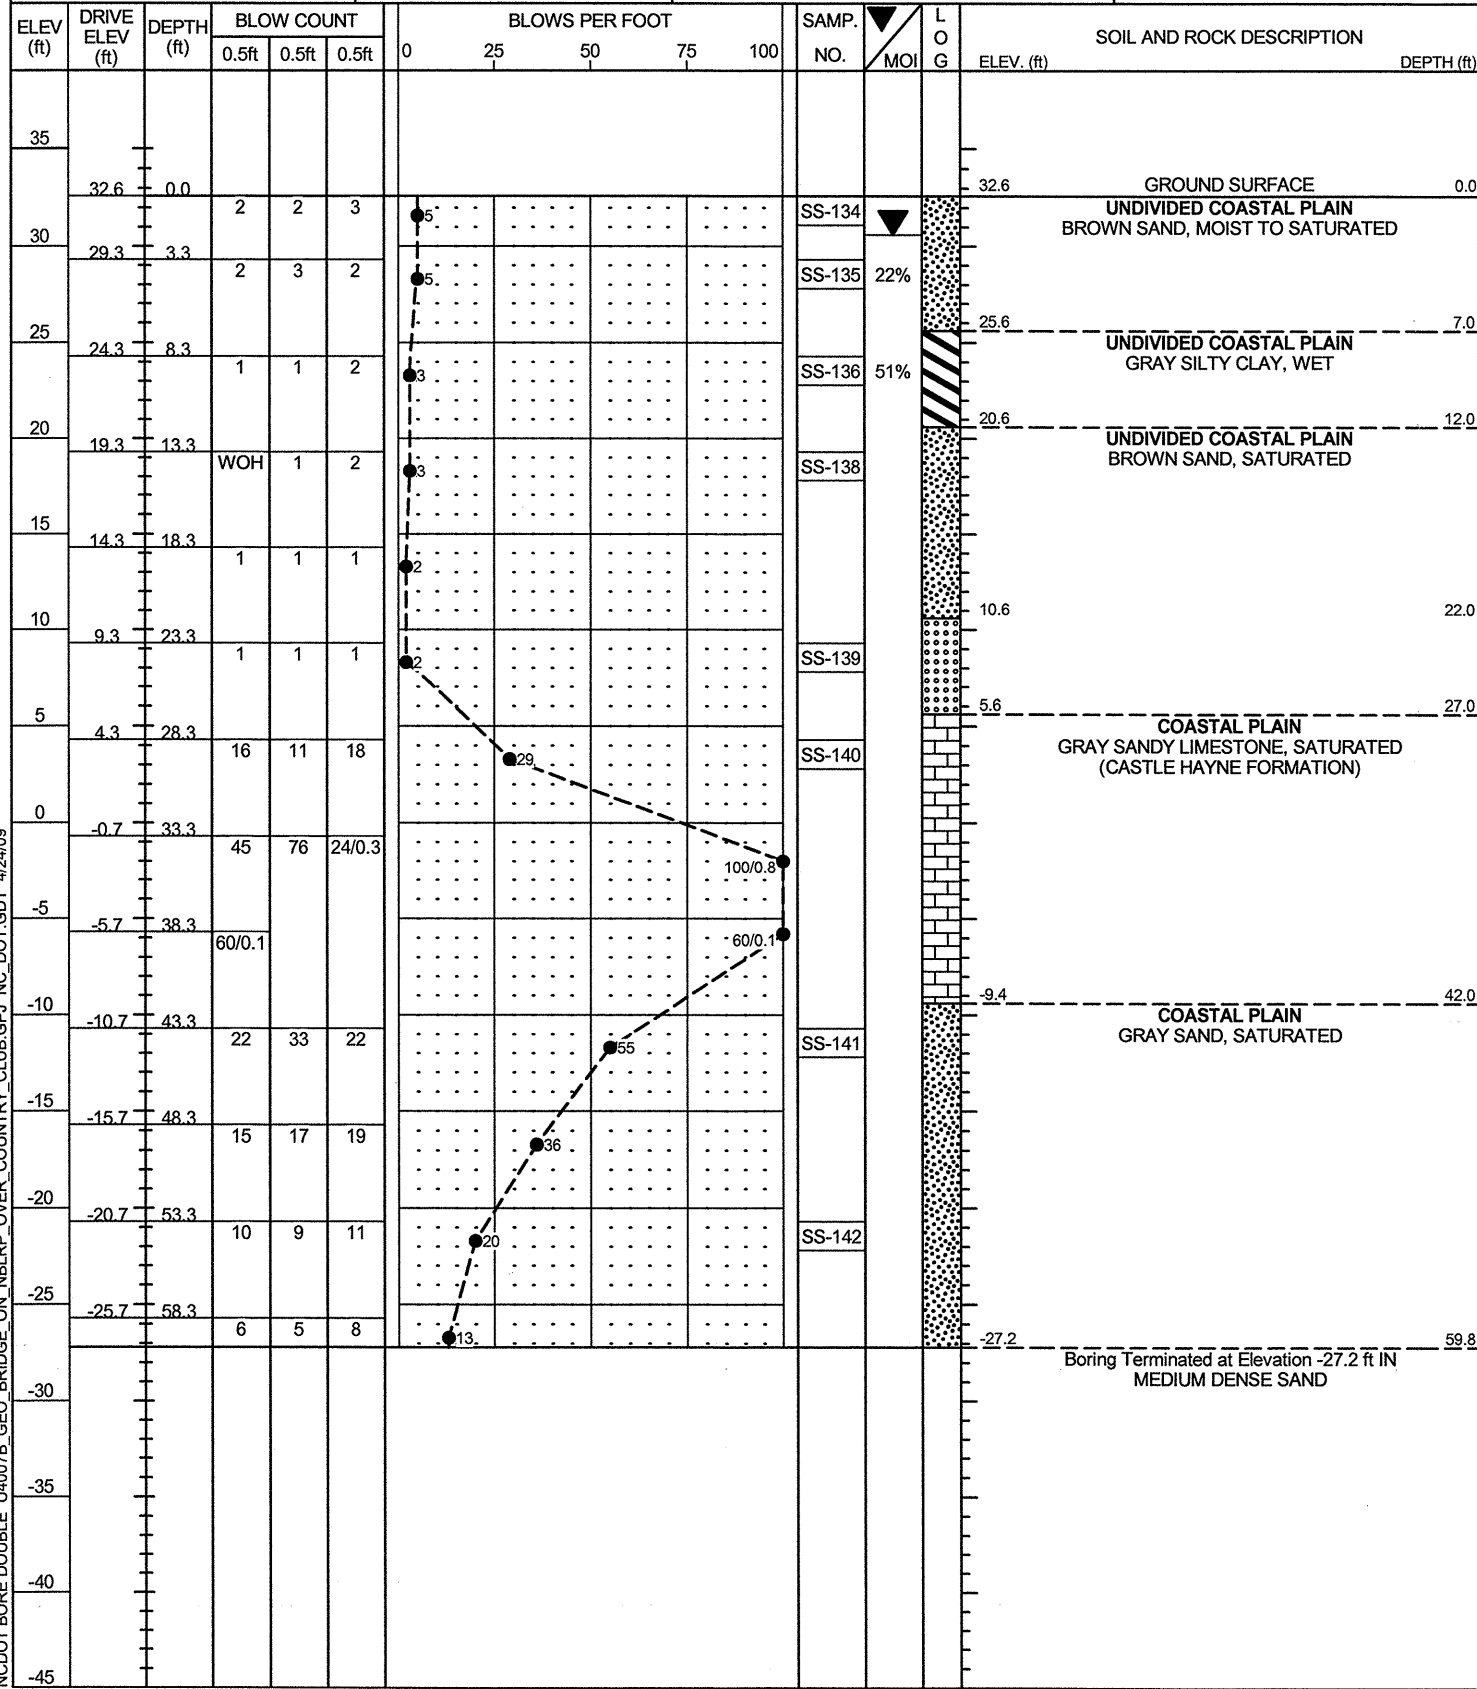 ELEV (ft) DRIVE ELEV (ft) DEPTH (ft) BLOW COUNT BLOWS PER FOOT SAMP. NO. MOI LOG SOIL AND ROCK DESCRIPTION
0.5ft 0.5ft 0.5ft 0 25 50 75 100 ELEV. (ft) DEPTH (ft)
35
32.6 0.0 32.6 GROUND SURFACE 0.0
2 2 3 5 SS-134 UNDIVIDED COASTAL PLAIN
BROWN SAND, MOIST TO SATURATED
30
29.3 3.3
2 3 2 5 SS-135 22%
25.6 7.0
25
UNDIVIDED COASTAL PLAIN
24.3 8.3
1 1 2 3 SS-136 51% GRAY SILTY CLAY, WET
20.6 12.0
20
19.3 13.3 UNDIVIDED COASTAL PLAIN
WOH 1 2 3 SS-138 BROWN SAND, SATURATED
15
14.3 18.3
1 1 1 2
10.6 22.0
10
9.3 23.3
1 1 1 2 SS-139
5.6 27.0
5
4.3 28.3 COASTAL PLAIN
16 11 18 29 SS-140 GRAY SANDY LIMESTONE, SATURATED
(CASTLE HAYNE FORMATION)
0
-0.7 33.3
45 76 24/0.3 100/0.8
-5
-5.7 38.3
60/0.1 60/0.1
-9.4 42.0
-10
-10.7 43.3 COASTAL PLAIN
22 33 22 55 SS-141 GRAY SAND, SATURATED
-15
-15.7 48.3
15 17 19 36
-20
-20.7 53.3
10 9 11 20 SS-142
-25
-25.7 58.3
6 5 8 13 -27.2 59.8
Boring Terminated at Elevation -27.2 ft IN
MEDIUM DENSE SAND
-30
-35
-40
-45
NCDOT BORE DOUBLE U4007B_GEO_BRIDGE_ON_NBLRP_OVER_COUNTRY_CLUB.GPJ NC_DOT.GDT 4/24/09